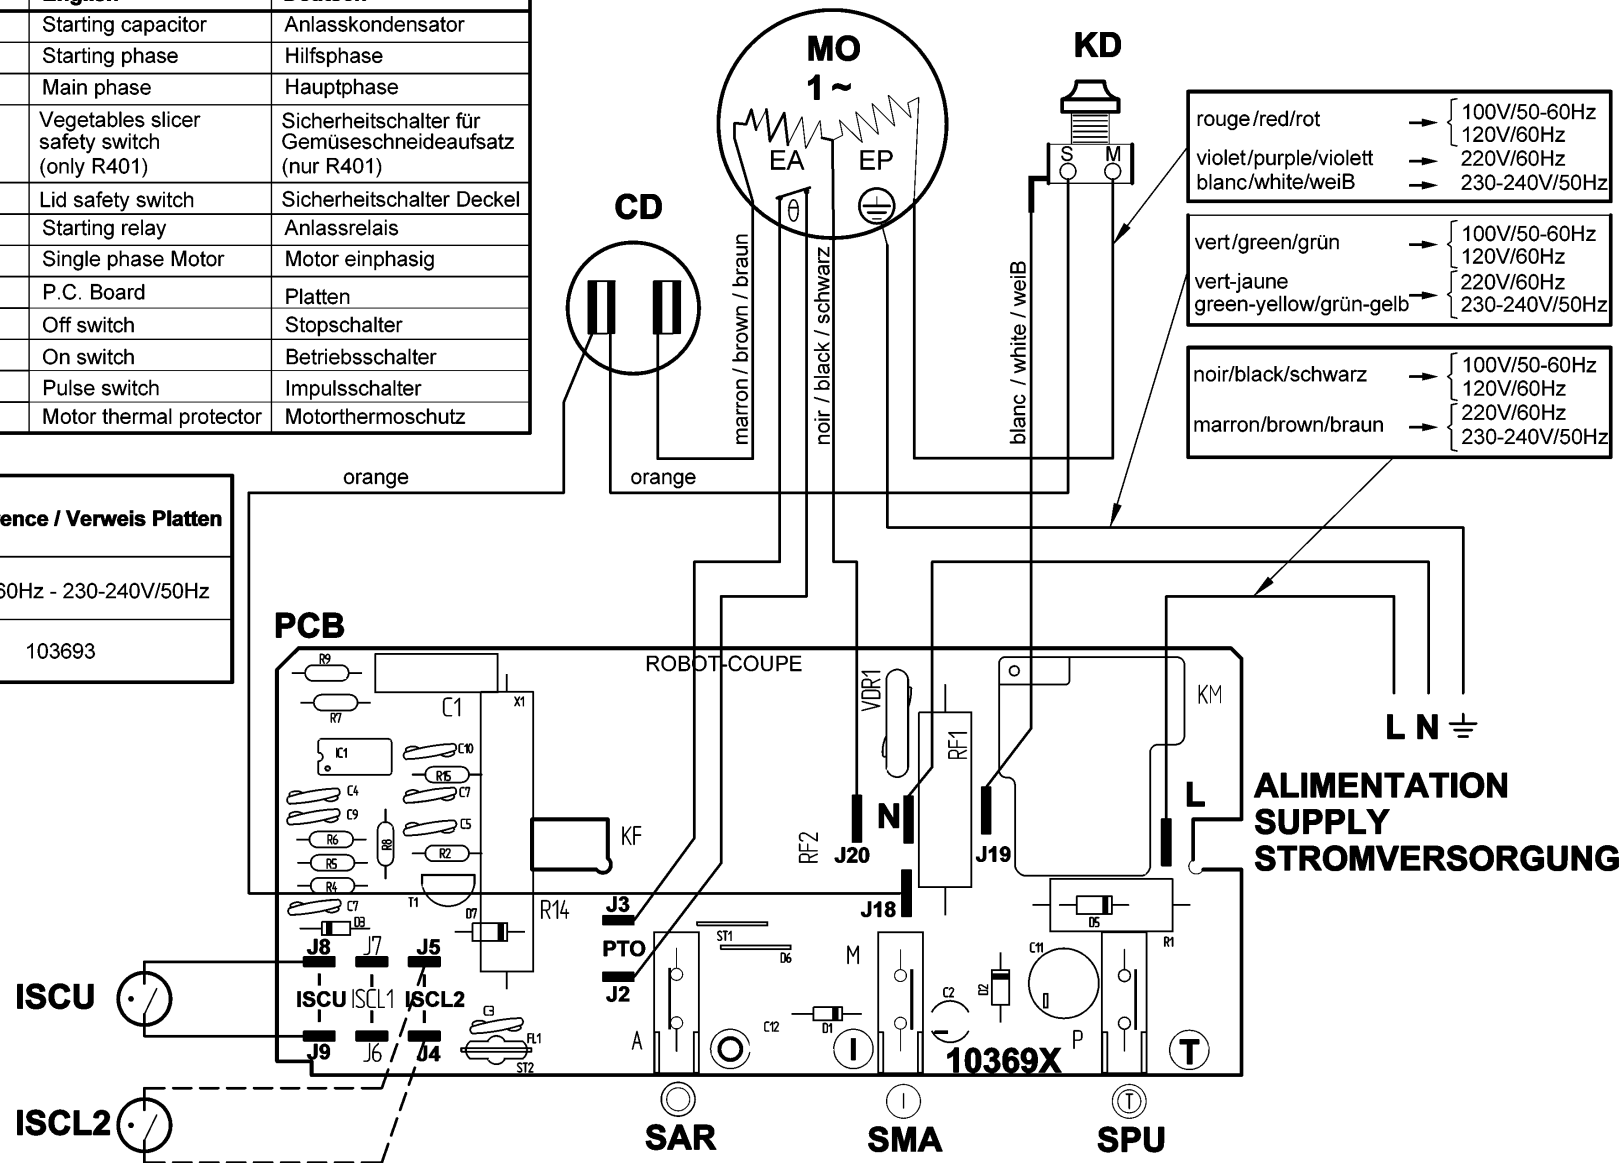 English Deutsch
Starting capacitor Anlasskondensator
Starting phase Hilfsphase
Main phase Hauptphase
Vegetables slicer Sicherheitschalter für
safety switch Gemüseschneideaufsatz
(only R401) (nur R401)
Lid safety switch Sicherheitschalter Deckel
Starting relay Anlassrelais
Single phase Motor Motor einphasig
P.C. Board Platten
Off switch Stopschalter
On switch Betriebsschalter
Pulse switch Impulsschalter
Motor thermal protector Motorthermoschutz
rence / Verweis Platten
60Hz - 230-240V/50Hz
103693
MO
1 ~
EA EP
θ
KD
S M
CD
marron / brown / braun
noir / black / schwarz
blanc / white / weiB
orange
orange
rouge/red/rot 100V/50-60Hz
120V/60Hz
violet/purple/violett 220V/60Hz
blanc/white/weiB 230-240V/50Hz
vert/green/grün 100V/50-60Hz
120V/60Hz
vert-jaune 220V/60Hz
green-yellow/grün-gelb 230-240V/50Hz
noir/black/schwarz 100V/50-60Hz
120V/60Hz
220V/60Hz
marron/brown/braun 230-240V/50Hz
PCB
ROBOT-COUPE
R9
R7
C1
X1
IC1
C10
R15
C4
C7
C9
C5
R6
R8
R5
R2
R4
C7
T1
D3
D7
R14
KF
VDR1
RF1
RF2
KM
J20
N
J19
L
J18
J3
PTO
J2
ST1
D6
M
D5
R1
C11
D2
C2
D1
C12
A
O
I
P
T
10369X
J8 J7 J5
ISCU ISCL1 ISCL2
J9 J6 J4
C3
FL1
ST2
L N
ALIMENTATION
SUPPLY
STROMVERSORGUNG
ISCU
ISCL2
I
T
SAR
SMA
SPU